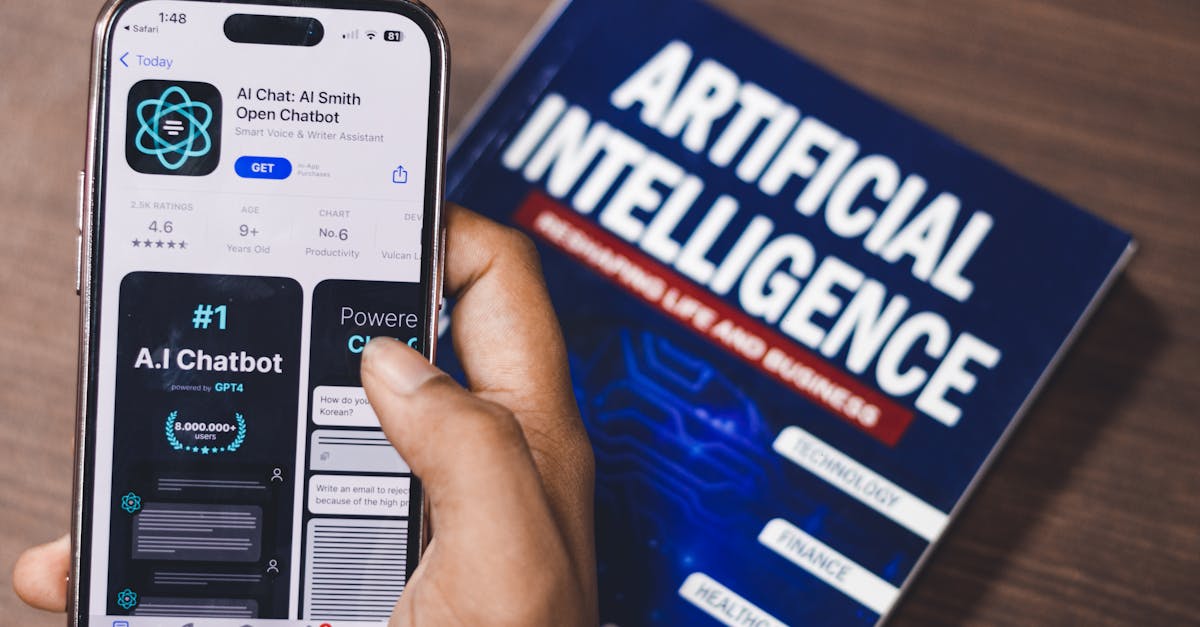 1:48
Safari
81
Today
AI Chat: AI Smith
Open Chatbot
Smart Voice & Writer Assistant
GET
In-App
Purchases
2.5K RATINGS
4.6
AGE
9+
Years Old
CHART
No.6
Productivity
DEV
Vulcan L
#1
A.I Chatbot
powered by GPT4
8.000.000+
users
Powere
How do you
Korean?
Write an email to rejec
because of the high pr
ARTIFICIAL
INTELLIGENCE
RESHAPING LIFE AND BUSINESS
TECHNOLOGY
FINANCE
HEALTHC